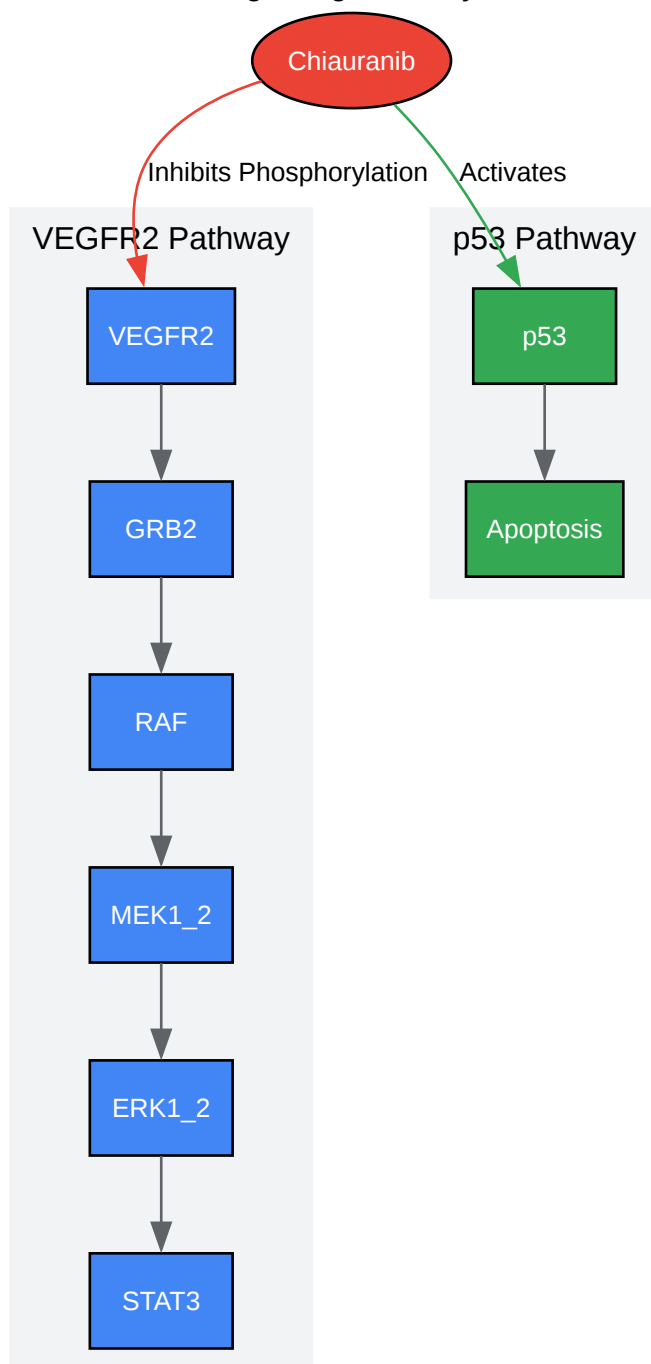 Chiauranib
Inhibits Phosphorylation
Activates
VEGFR2 Pathway
p53 Pathway
VEGFR2
p53
GRB2
Apoptosis
RAF
MEK1_2
ERK1_2
STAT3